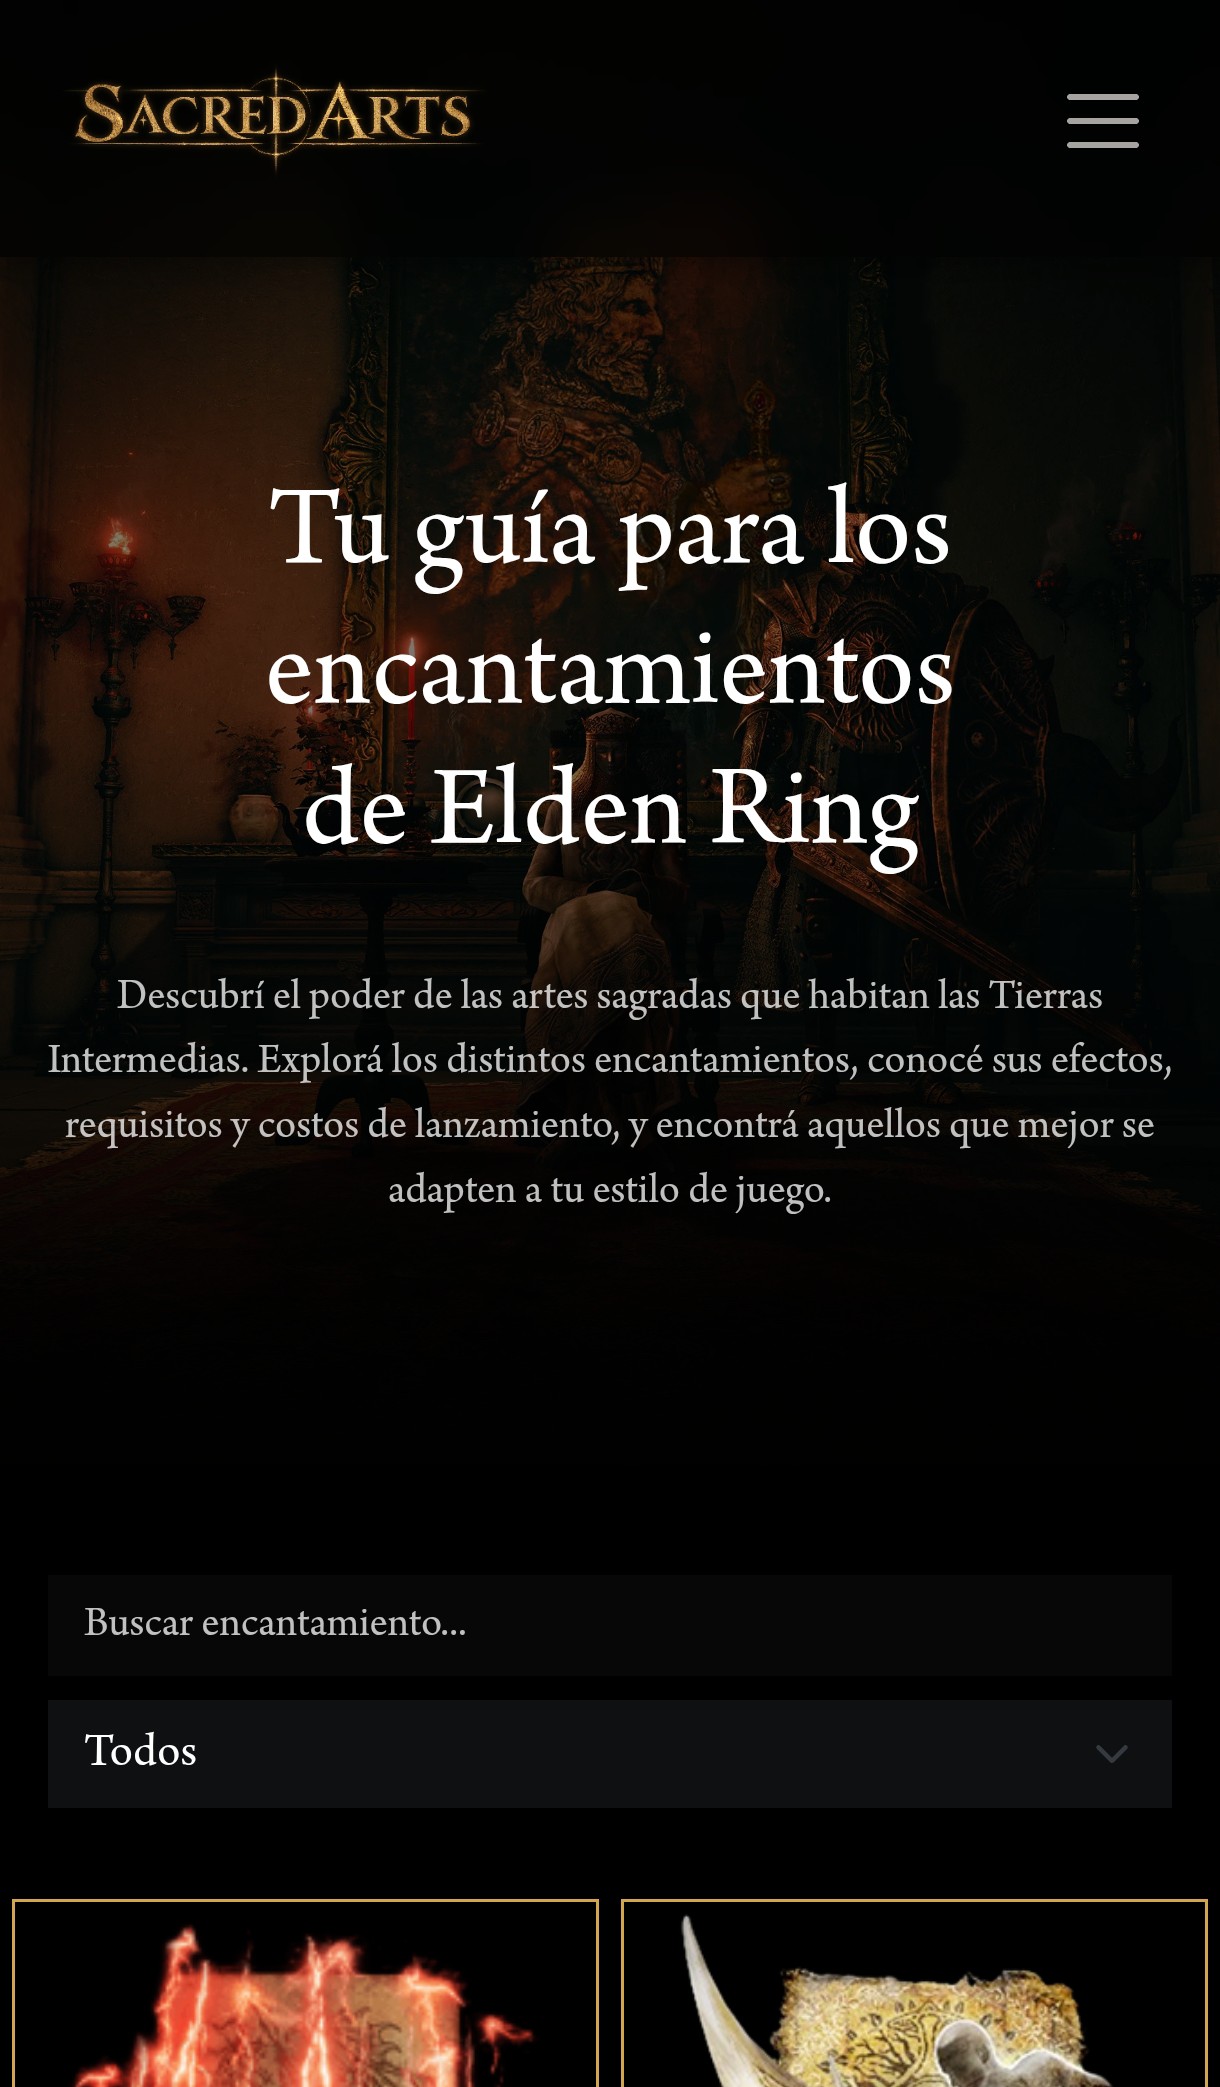 SACRED ARTS
Tu guía para los
encantamientos
de Elden Ring
Descubrí el poder de las artes sagradas que habitan las Tierras
Intermedias. Explorá los distintos encantamientos, conocé sus efectos,
requisitos y costos de lanzamiento, y encontrá aquellos que mejor se
adapten a tu estilo de juego.
Buscar encantamiento...
Todos